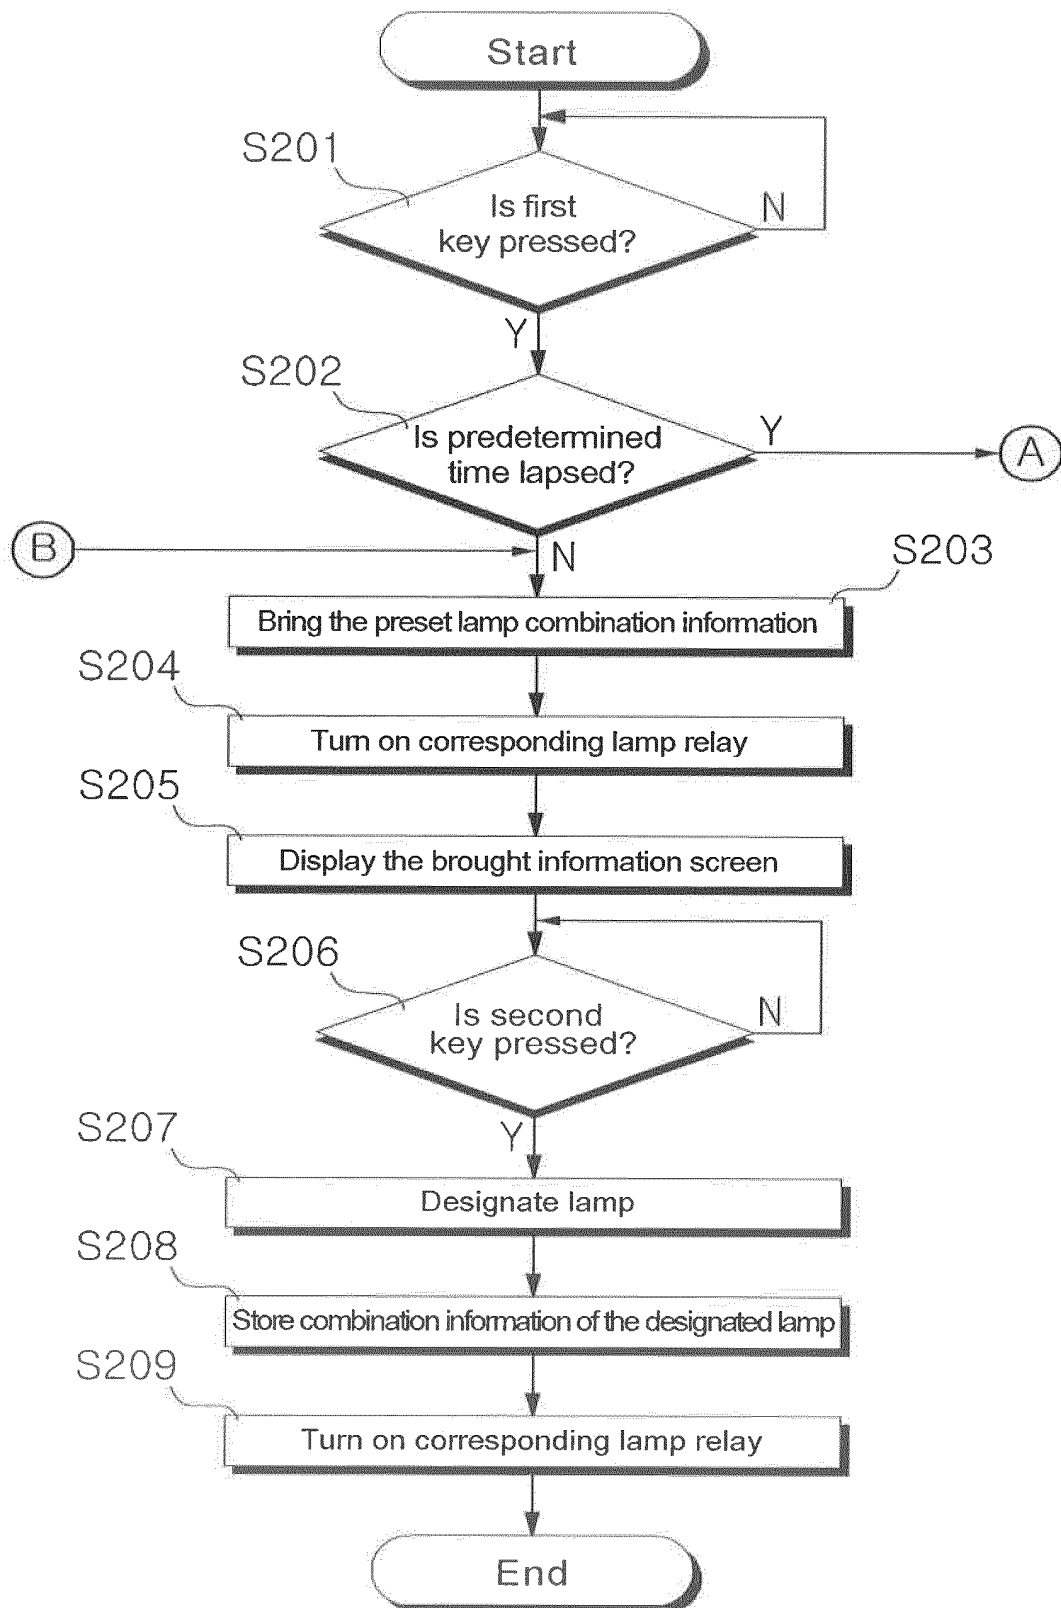 Start
S201
Is first
key pressed?
N
Y
S202
Is predetermined
time lapsed?
Y
A
B
N
S203
Bring the preset lamp combination information
S204
Turn on corresponding lamp relay
S205
Display the brought information screen
S206
Is second
key pressed?
N
Y
S207
Designate lamp
S208
Store combination information of the designated lamp
S209
Turn on corresponding lamp relay
End